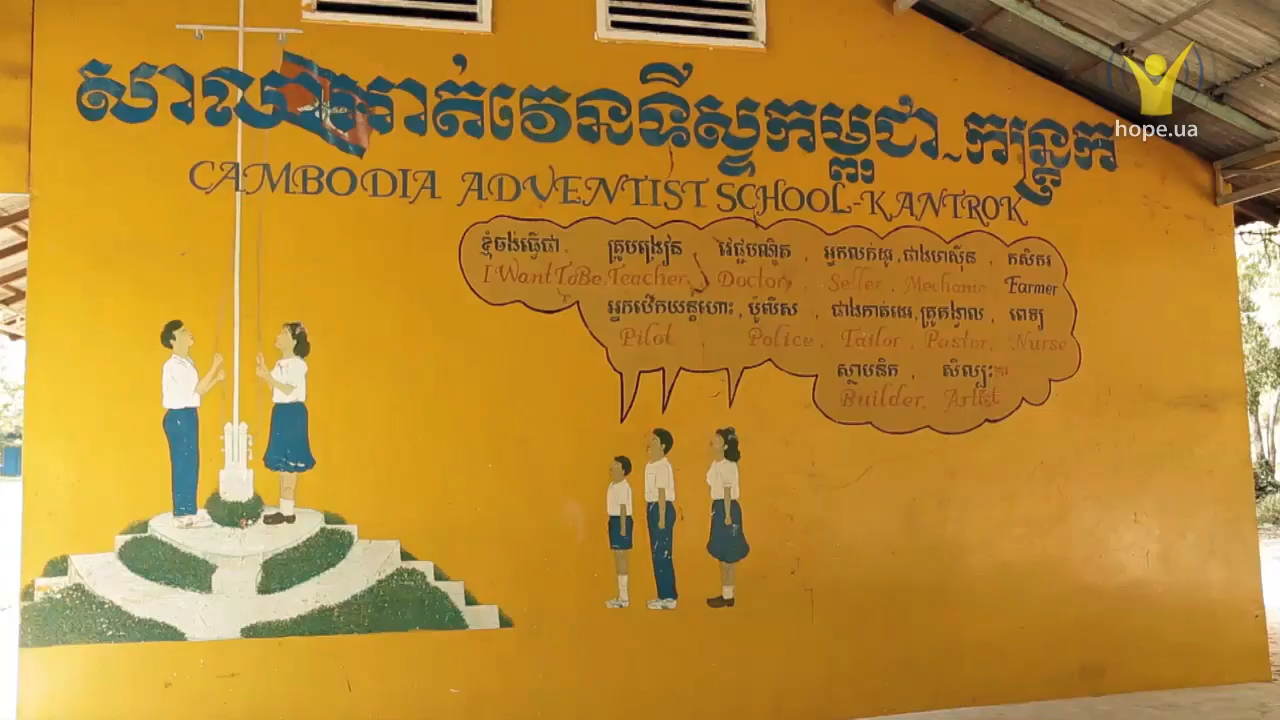 hope.ua
សាលាអាត់វេនទីស្ទកម្ពុជា-កន្ត្រក
CAMBODIA ADVENTIST SCHOOL-KANTROK
ខ្ញុំចង់ធ្វើជា, គ្រូបង្រៀន, វេជ្ជបណ្ឌិត, អ្នកលក់ដូរ, ជាងម៉ាស៊ីន, កសិករ
I Want To Be, Teacher, Doctor, Seller, Mechanic, Farmer
អ្នកបើកយន្តហោះ, ប៉ូលីស, ជាងកាត់ដេរ, គ្រូគង្វាល, ពេទ្យ
Pilot, Police, Tailor, Pastor, Nurse
ស្ថាបនិក, សិល្បៈ
Builder, Artist